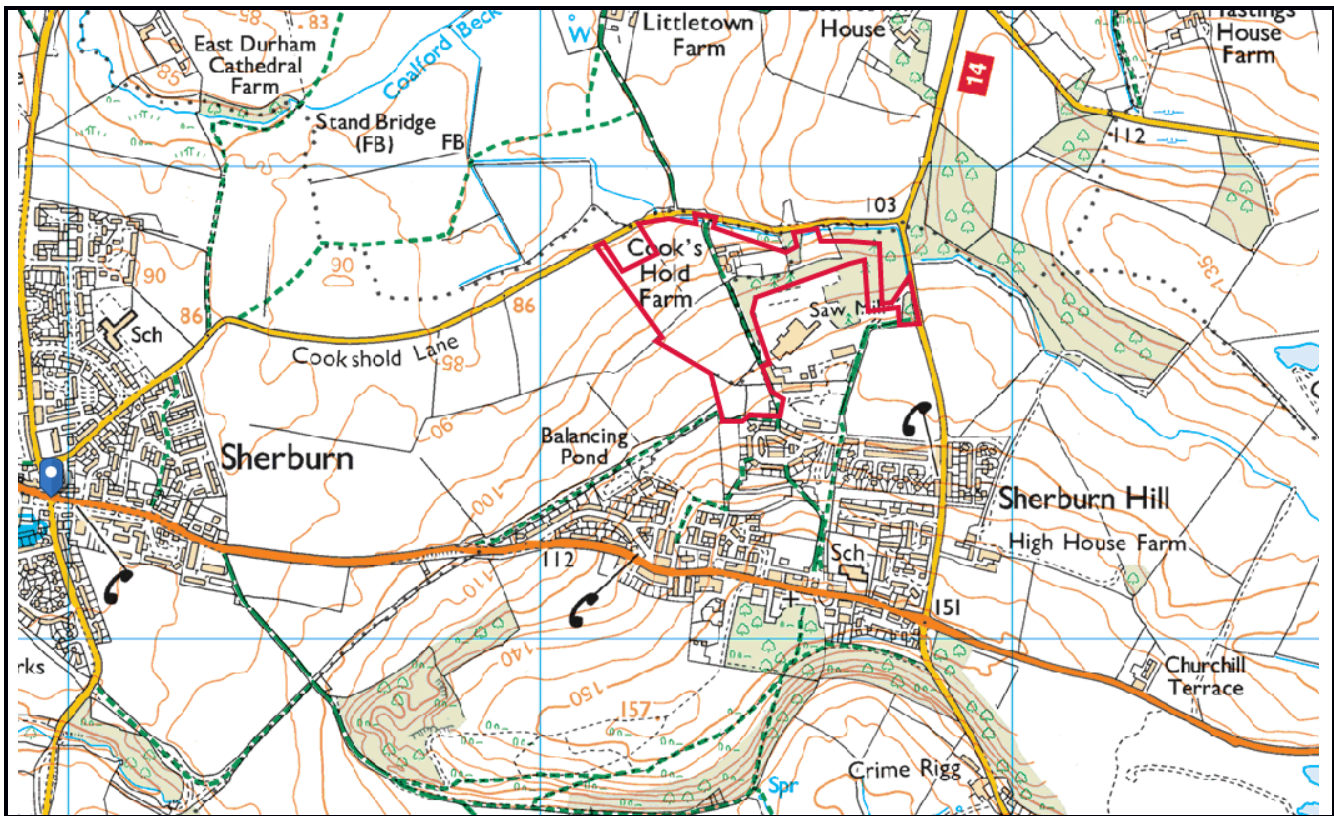 83
85
East Durham
Cathedral
Farm
Coalford Beck
W
Littletown
Farm
House
14
Hastings
House
Farm
Stand Bridge
(FB)
FB
112
103
90
90
Cook's
Hold
Farm
135
86
98
Sch
Saw Mill
Cookshold Lane
85
90
Balancing
Pond
Sherburn
100
Sherburn Hill
High House Farm
112
Sch
110
151
140
Churchill
Terrace
150
157
Crime Rigg
Spr